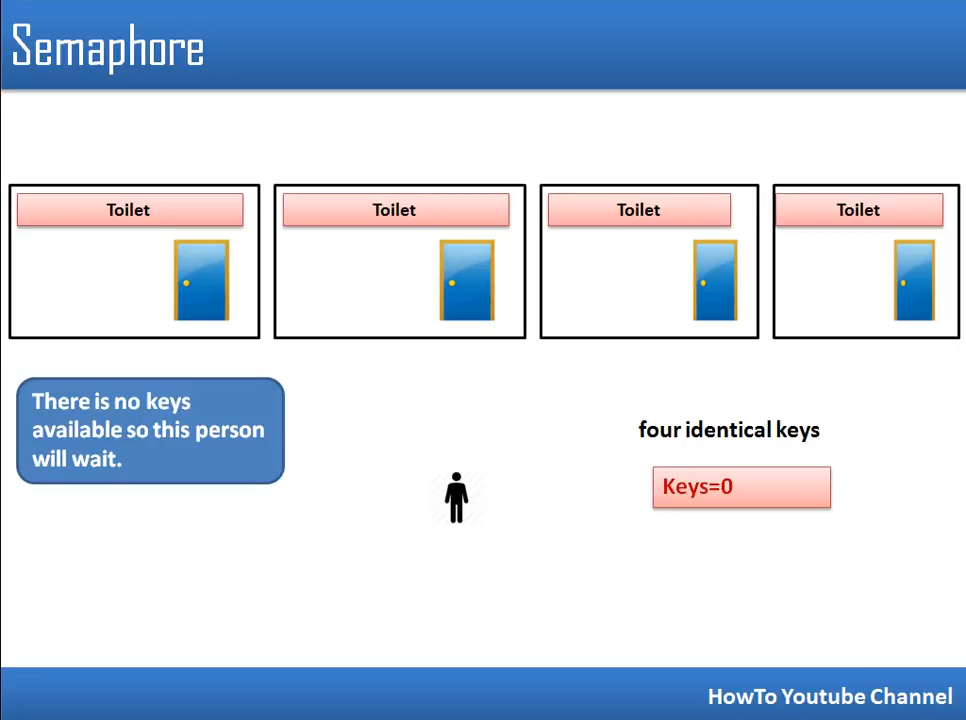 Semaphore
Toilet
Toilet
Toilet
Toilet
There is no keys
available so this person
will wait.
four identical keys
Keys=0
HowTo Youtube Channel